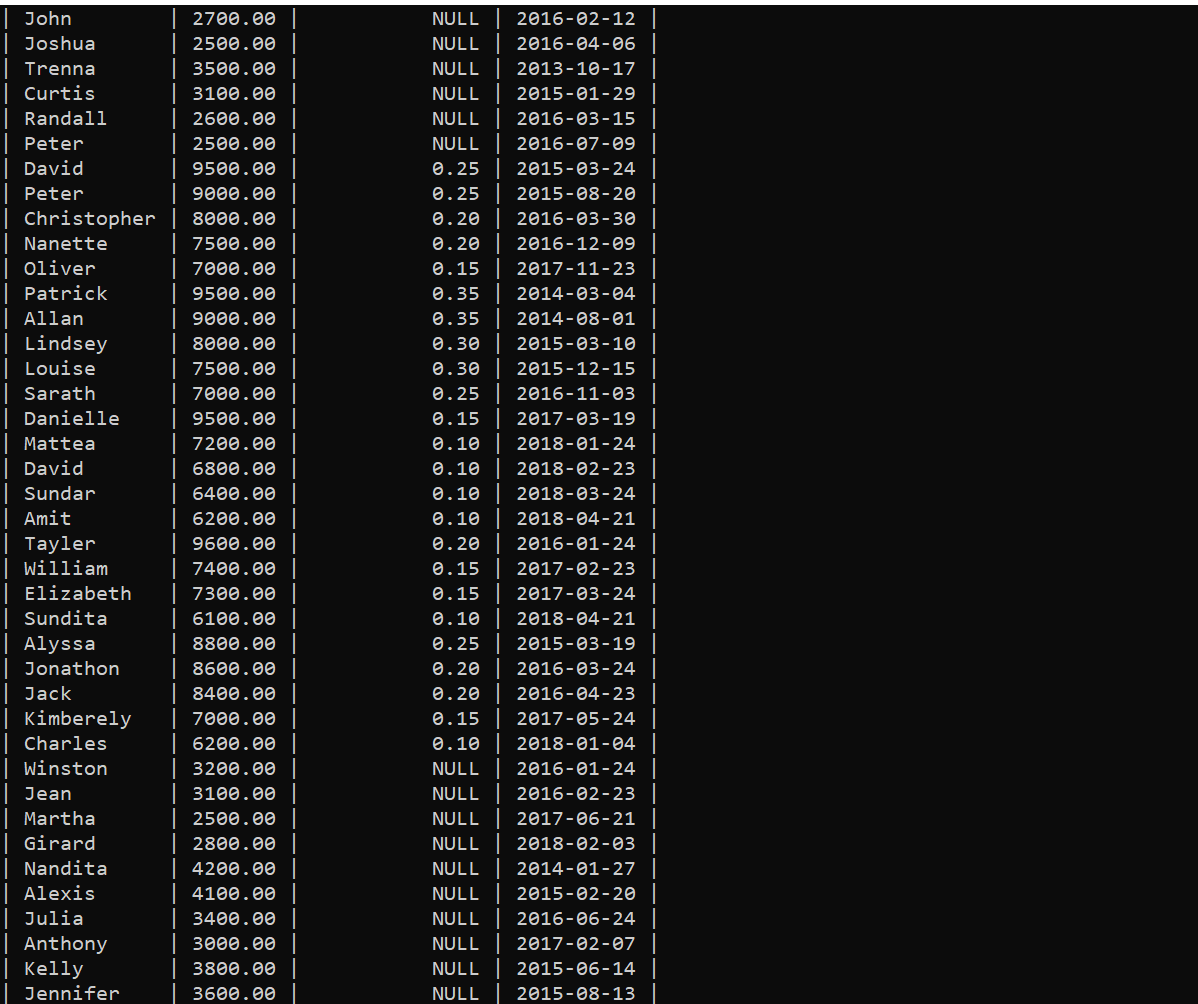 | John        | 2700.00 |           NULL | 2016-02-12 |
| Joshua      | 2500.00 |           NULL | 2016-04-06 |
| Trenna      | 3500.00 |           NULL | 2013-10-17 |
| Curtis      | 3100.00 |           NULL | 2015-01-29 |
| Randall     | 2600.00 |           NULL | 2016-03-15 |
| Peter       | 2500.00 |           NULL | 2016-07-09 |
| David       | 9500.00 |           0.25 | 2015-03-24 |
| Peter       | 9000.00 |           0.25 | 2015-08-20 |
| Christopher | 8000.00 |           0.20 | 2016-03-30 |
| Nanette     | 7500.00 |           0.20 | 2016-12-09 |
| Oliver      | 7000.00 |           0.15 | 2017-11-23 |
| Patrick     | 9500.00 |           0.35 | 2014-03-04 |
| Allan       | 9000.00 |           0.35 | 2014-08-01 |
| Lindsey     | 8000.00 |           0.30 | 2015-03-10 |
| Louise      | 7500.00 |           0.30 | 2015-12-15 |
| Sarath      | 7000.00 |           0.25 | 2016-11-03 |
| Danielle    | 9500.00 |           0.15 | 2017-03-19 |
| Mattea      | 7200.00 |           0.10 | 2018-01-24 |
| David       | 6800.00 |           0.10 | 2018-02-23 |
| Sundar      | 6400.00 |           0.10 | 2018-03-24 |
| Amit        | 6200.00 |           0.10 | 2018-04-21 |
| Tayler      | 9600.00 |           0.20 | 2016-01-24 |
| William     | 7400.00 |           0.15 | 2017-02-23 |
| Elizabeth   | 7300.00 |           0.15 | 2017-03-24 |
| Sundita     | 6100.00 |           0.10 | 2018-04-21 |
| Alyssa      | 8800.00 |           0.25 | 2015-03-19 |
| Jonathon    | 8600.00 |           0.20 | 2016-03-24 |
| Jack        | 8400.00 |           0.20 | 2016-04-23 |
| Kimberely   | 7000.00 |           0.15 | 2017-05-24 |
| Charles     | 6200.00 |           0.10 | 2018-01-04 |
| Winston     | 3200.00 |           NULL | 2016-01-24 |
| Jean        | 3100.00 |           NULL | 2016-02-23 |
| Martha      | 2500.00 |           NULL | 2017-06-21 |
| Girard      | 2800.00 |           NULL | 2018-02-03 |
| Nandita     | 4200.00 |           NULL | 2014-01-27 |
| Alexis      | 4100.00 |           NULL | 2015-02-20 |
| Julia       | 3400.00 |           NULL | 2016-06-24 |
| Anthony     | 3000.00 |           NULL | 2017-02-07 |
| Kelly       | 3800.00 |           NULL | 2015-06-14 |
| Jennifer    | 3600.00 |           NULL | 2015-08-13 |